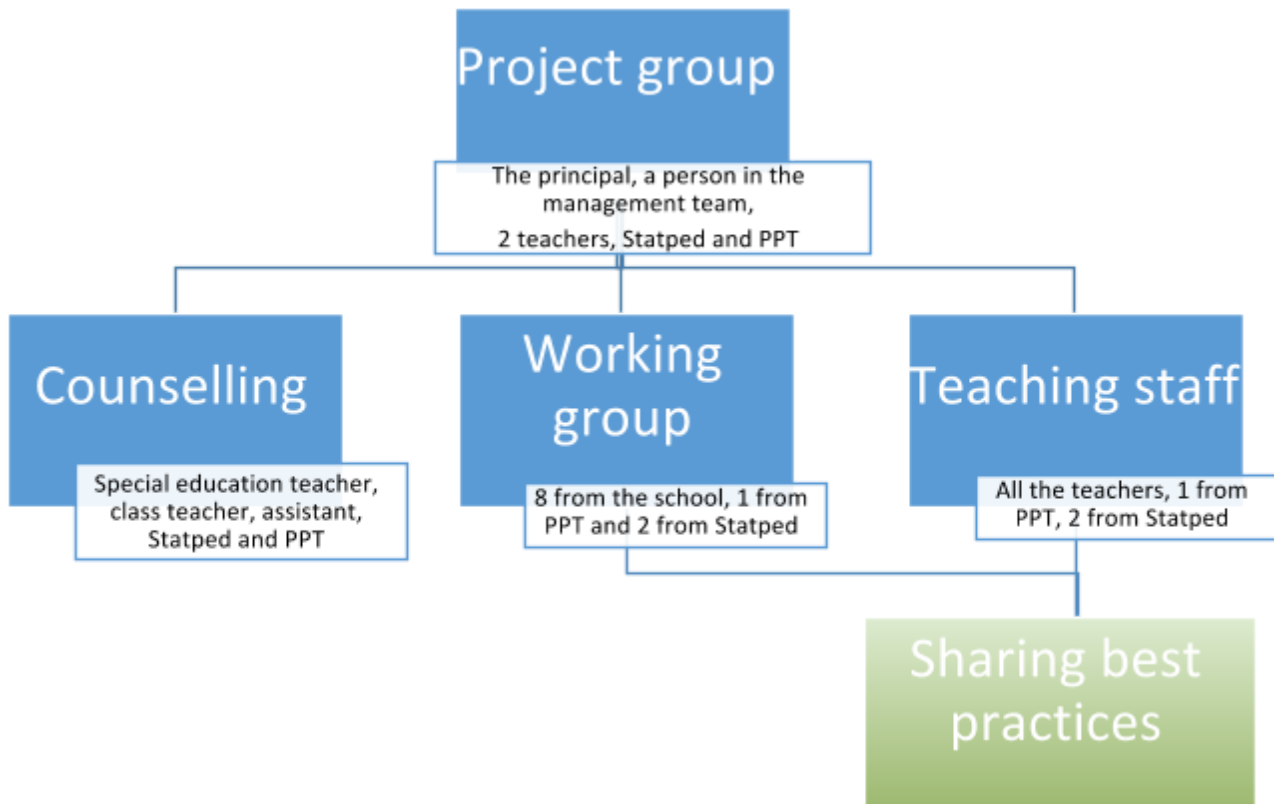 Project group
The principal, a person in the
management team,
2 teachers, Statped and PPT
Counselling
Special education teacher,
class teacher, assistant,
Statped and PPT
Working
group
8 from the school, 1 from
PPT and 2 from Statped
Teaching staff
All the teachers, 1 from
PPT, 2 from Statped
Sharing best
practices